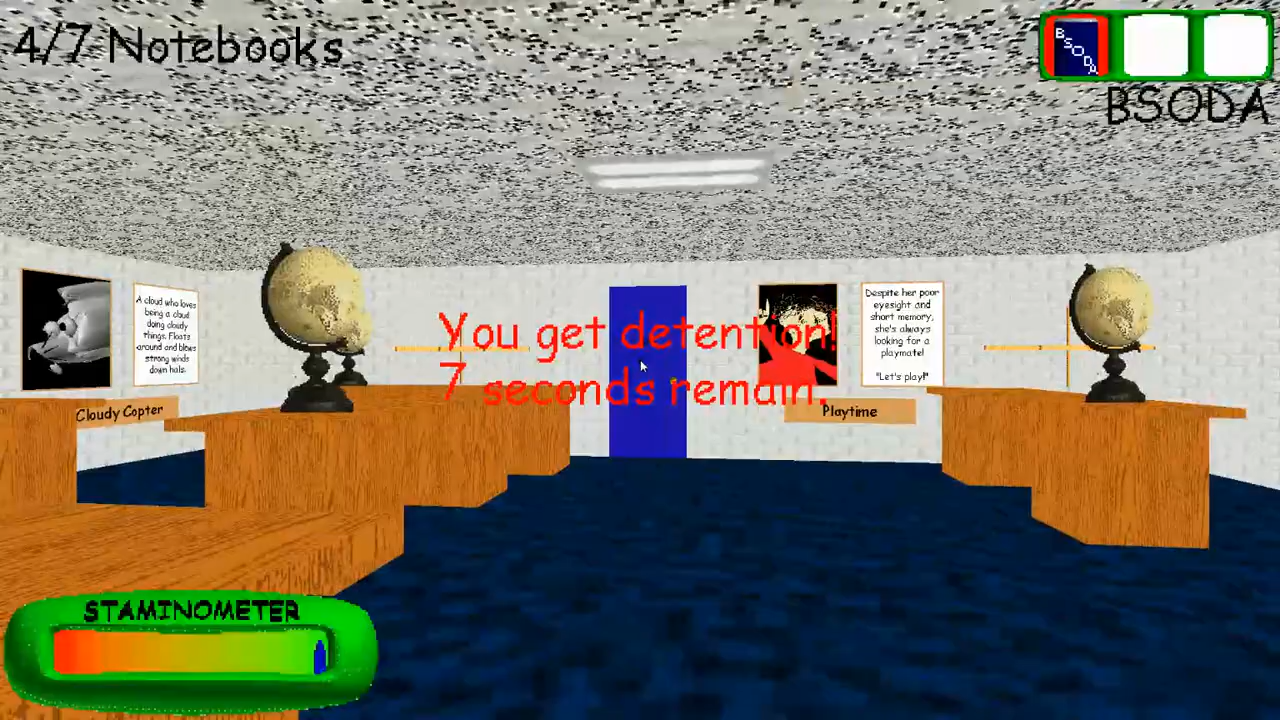 4/7 Notebooks
BSODA
BSODA
A cloud who loves
being a cloud
doing cloudy
things. Floats
around and blows
strong winds
down halls.
Cloudy Copter
You get detention!
7 seconds remain.
Despite her poor
eyesight and
short memory,
she's always
looking for a
playmate!
"Let's play!"
Playtime
STAMINOMETER